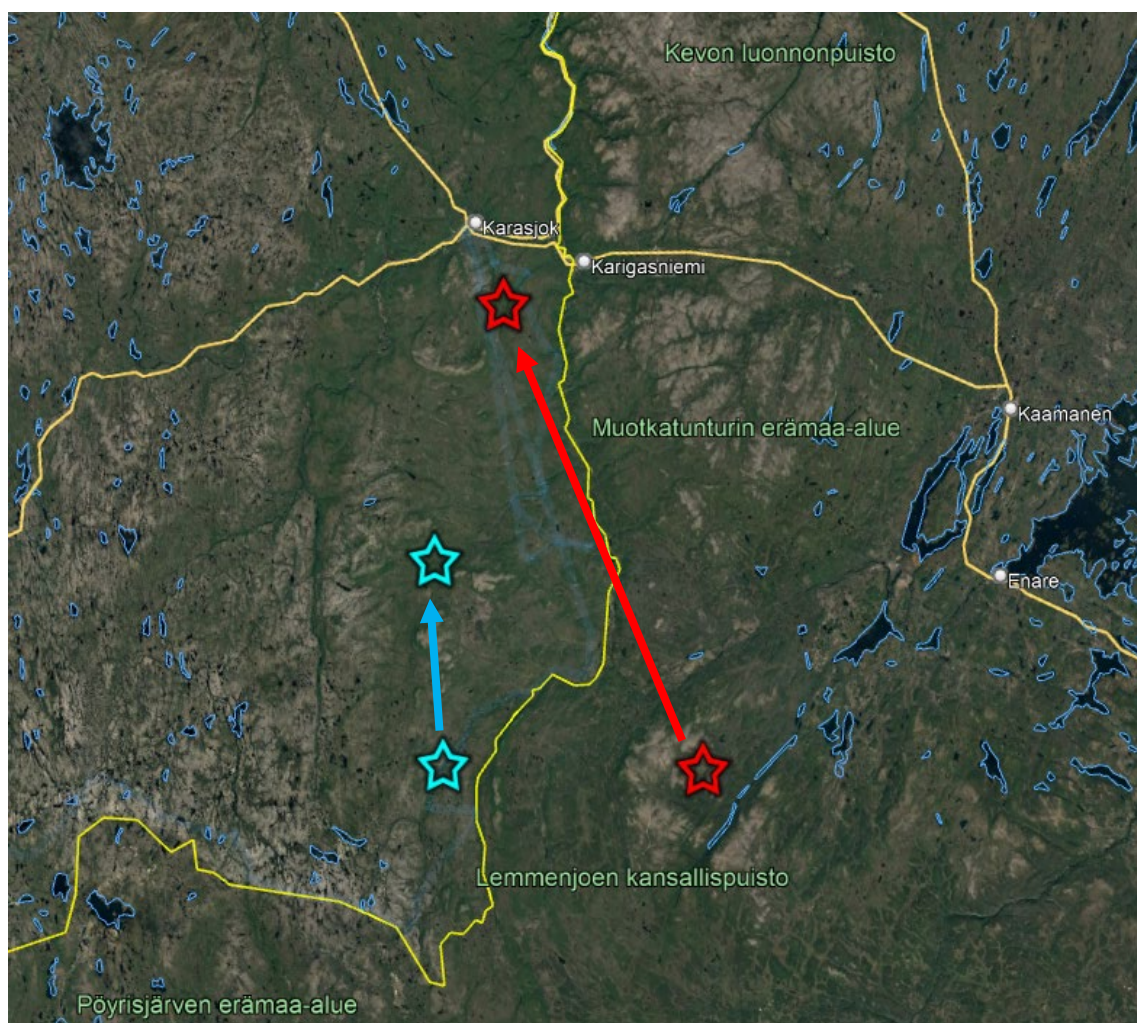 Kevon luonnonpuisto
Karasjok
Karigasniemi
Kaamanen
Muotkatunturin erämaa-alue
Enare
Lemmenjoen kansallispuisto
Pöyrisjärven erämaa-alue